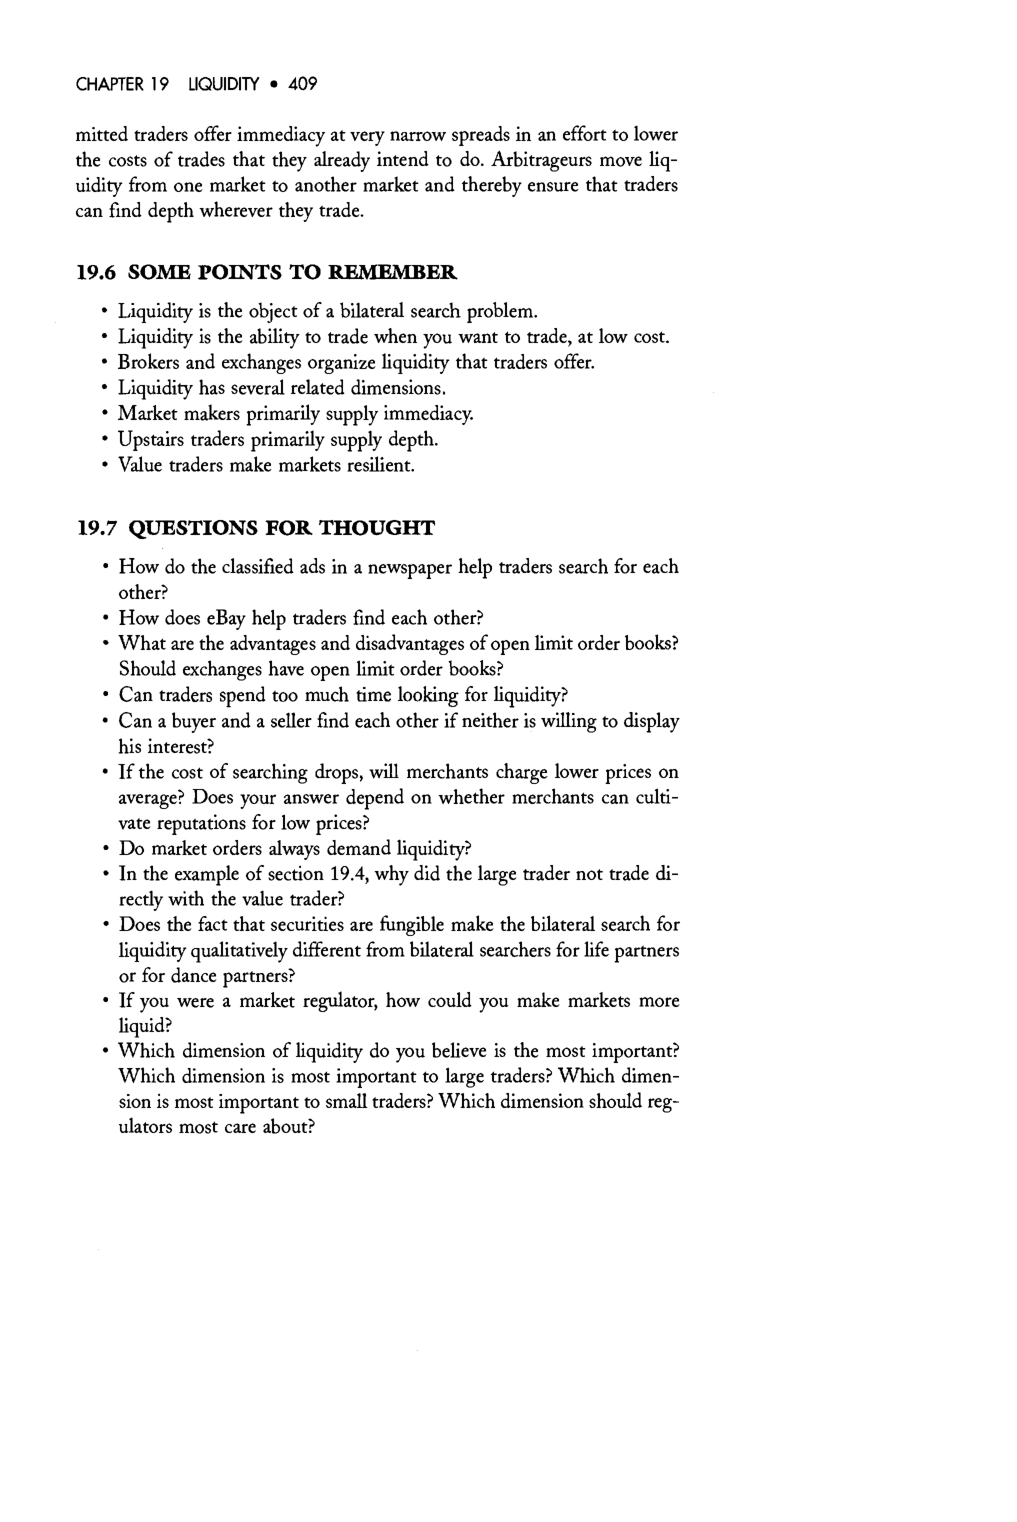 CHAPTER 19 LIQUIDITY • 409
mitted traders offer immediacy at very narrow spreads in an effort to lower
the costs of trades that they already intend to do. Arbitrageurs move liq-
uidity from one market to another market and thereby ensure that traders
can find depth wherever they trade.
19.6 SOME POINTS TO REMEMBER
• Liquidity is the object of a bilateral search problem.
• Liquidity is the ability to trade when you want to trade, at low cost.
• Brokers and exchanges organize liquidity that traders offer.
• Liquidity has several related dimensions.
• Market makers primarily supply immediacy.
• Upstairs traders primarily supply depth.
• Value traders make markets resilient.
19.7 QUESTIONS FOR THOUGHT
• How do the classified ads in a newspaper help traders search for each
other?
• How does eBay help traders find each other?
• What are the advantages and disadvantages of open limit order books?
Should exchanges have open limit order books?
• Can traders spend too much time looking for liquidity?
• Can a buyer and a seller find each other if neither is willing to display
his interest?
• If the cost of searching drops, will merchants charge lower prices on
average? Does your answer depend on whether merchants can culti-
vate reputations for low prices?
• Do market orders always demand liquidity?
• In the example of section 19.4, why did the large trader not trade di-
rectly with the value trader?
• Does the fact that securities are fungible make the bilateral search for
liquidity qualitatively different from bilateral searchers for life partners
or for dance partners?
• If you were a market regulator, how could you make markets more
liquid?
• Which dimension of liquidity do you believe is the most important?
Which dimension is most important to large traders? Which dimen-
sion is most important to small traders? Which dimension should reg-
ulators most care about?